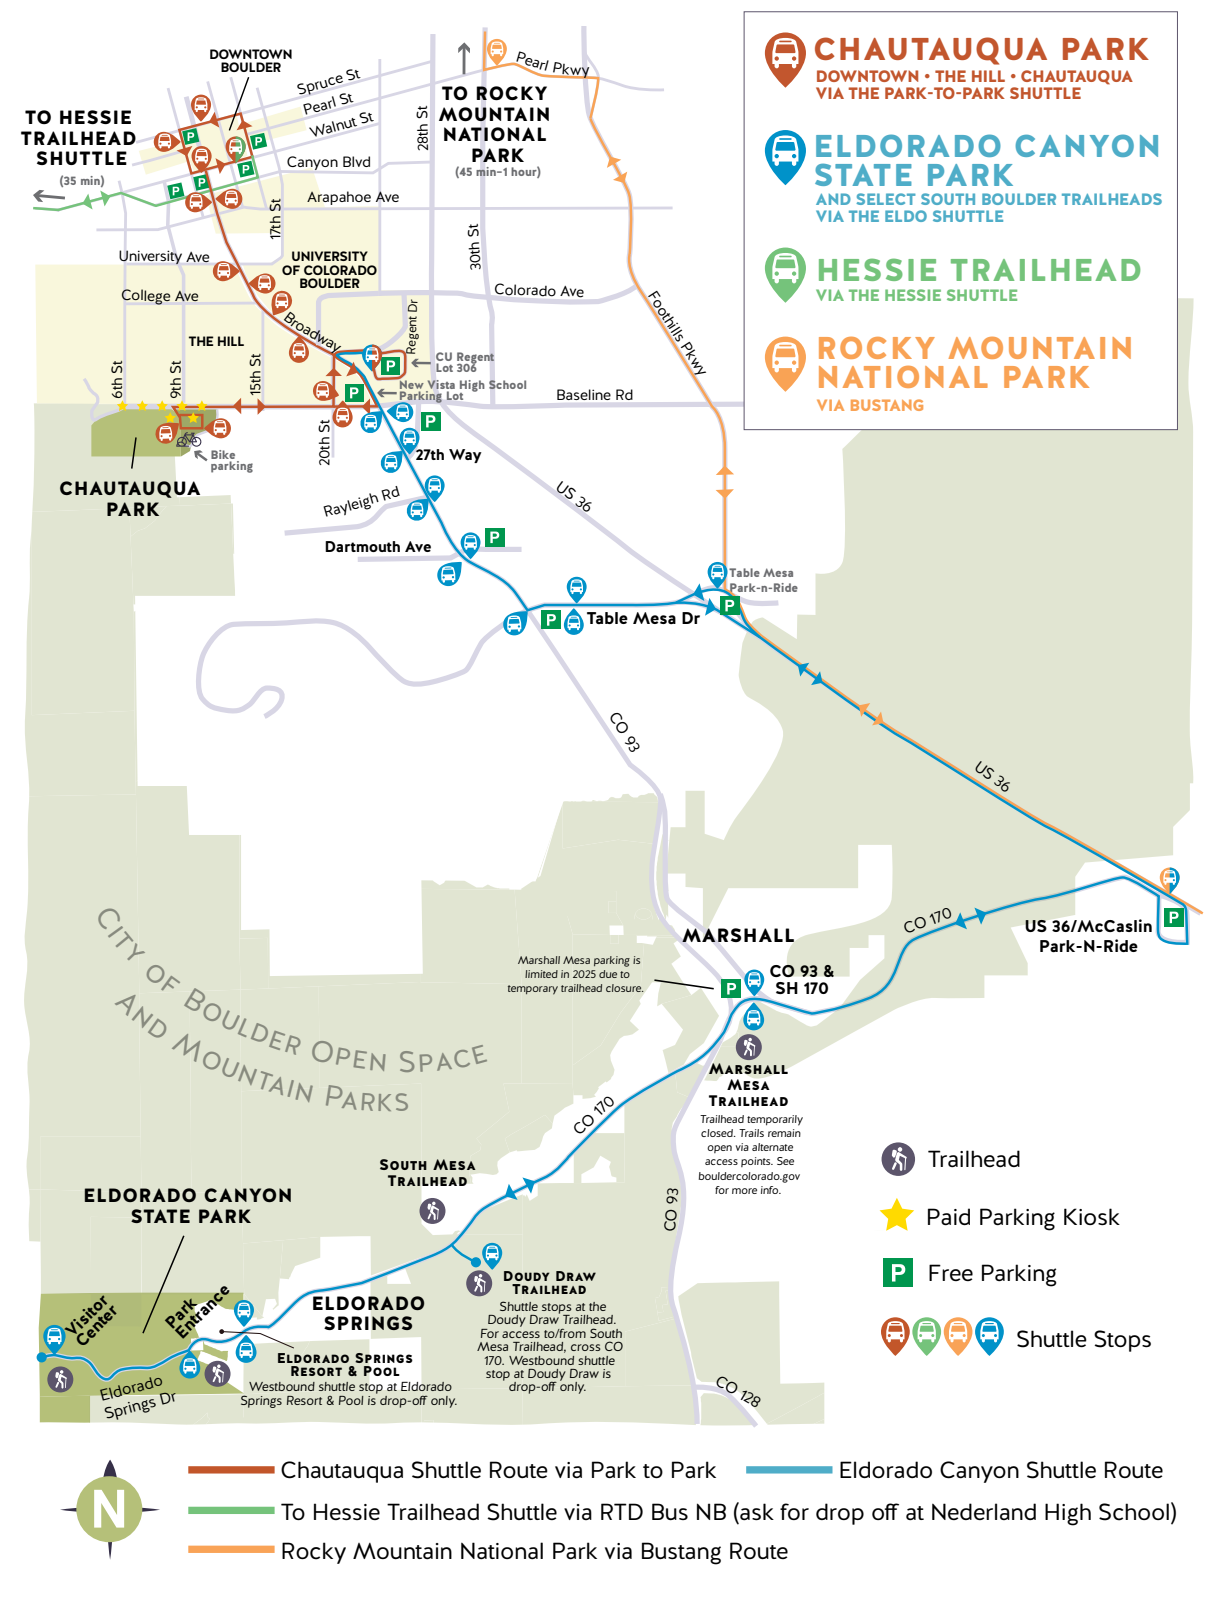 CHAUTAUQUA PARK
DOWNTOWN • THE HILL • CHAUTAUQUA
VIA THE PARK-TO-PARK SHUTTLE
ELDORADO CANYON
STATE PARK
AND SELECT SOUTH BOULDER TRAILHEADS
VIA THE ELDO SHUTTLE
HESSIE TRAILHEAD
VIA THE HESSIE SHUTTLE
ROCKY MOUNTAIN
NATIONAL PARK
VIA BUSTANG
DOWNTOWN
BOULDER
Spruce St
Pearl St
Walnut St
Canyon Blvd
Arapahoe Ave
28th St
Pearl Pkwy
TO ROCKY
MOUNTAIN
NATIONAL
PARK
(45 min–1 hour)
TO HESSIE
TRAILHEAD
SHUTTLE
(35 min)
P
P
P
P
P
17th St
30th St
University Ave
UNIVERSITY
OF COLORADO
BOULDER
College Ave
Colorado Ave
Broadway
Regent Dr
Foothills Pkwy
THE HILL
6th St
9th St
15th St
20th St
P
CU Regent
Lot 306
P
New Vista High School
Parking Lot
Baseline Rd
P
Bike
parking
CHAUTAUQUA
PARK
27th Way
Rayleigh Rd
US 36
Dartmouth Ave
P
Table Mesa
Park-n-Ride
P
P
Table Mesa Dr
CO 93
US 36
CO 170
US 36/McCaslin
Park-N-Ride
P
MARSHALL
Marshall Mesa parking is
limited in 2025 due to
temporary trailhead closure.
P
CO 93 &
SH 170
MARSHALL
MESA
TRAILHEAD
Trailhead temporarily
closed. Trails remain
open via alternate
access points. See
bouldercolorado.gov
for more info.
CITY OF BOULDER OPEN SPACE
AND MOUNTAIN PARKS
CO 170
CO 93
SOUTH MESA
TRAILHEAD
ELDORADO CANYON
STATE PARK
DOUDY DRAW
TRAILHEAD
Shuttle stops at the
Doudy Draw Trailhead.
For access to/from South
Mesa Trailhead, cross CO
170. Westbound shuttle
stop at Doudy Draw is
drop-off only.
Visitor
Center
Park
Entrance
ELDORADO
SPRINGS
ELDORADO SPRINGS
RESORT & POOL
Westbound shuttle stop at Eldorado
Springs Resort & Pool is drop-off only.
Eldorado
Springs Dr
CO 128
Trailhead
Paid Parking Kiosk
P Free Parking
Shuttle Stops
N
Chautauqua Shuttle Route via Park to Park
Eldorado Canyon Shuttle Route
To Hessie Trailhead Shuttle via RTD Bus NB (ask for drop off at Nederland High School)
Rocky Mountain National Park via Bustang Route